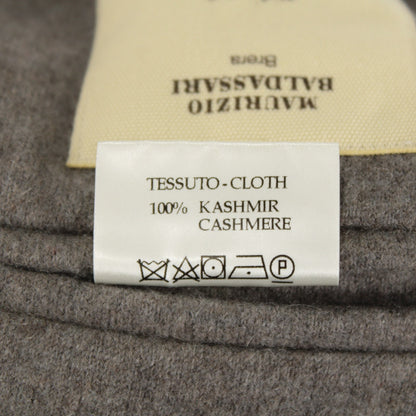 MAURIZIO
BALDASSARI
Brera
TESSUTO - CLOTH
100% KASHMIR
CASHMERE
P